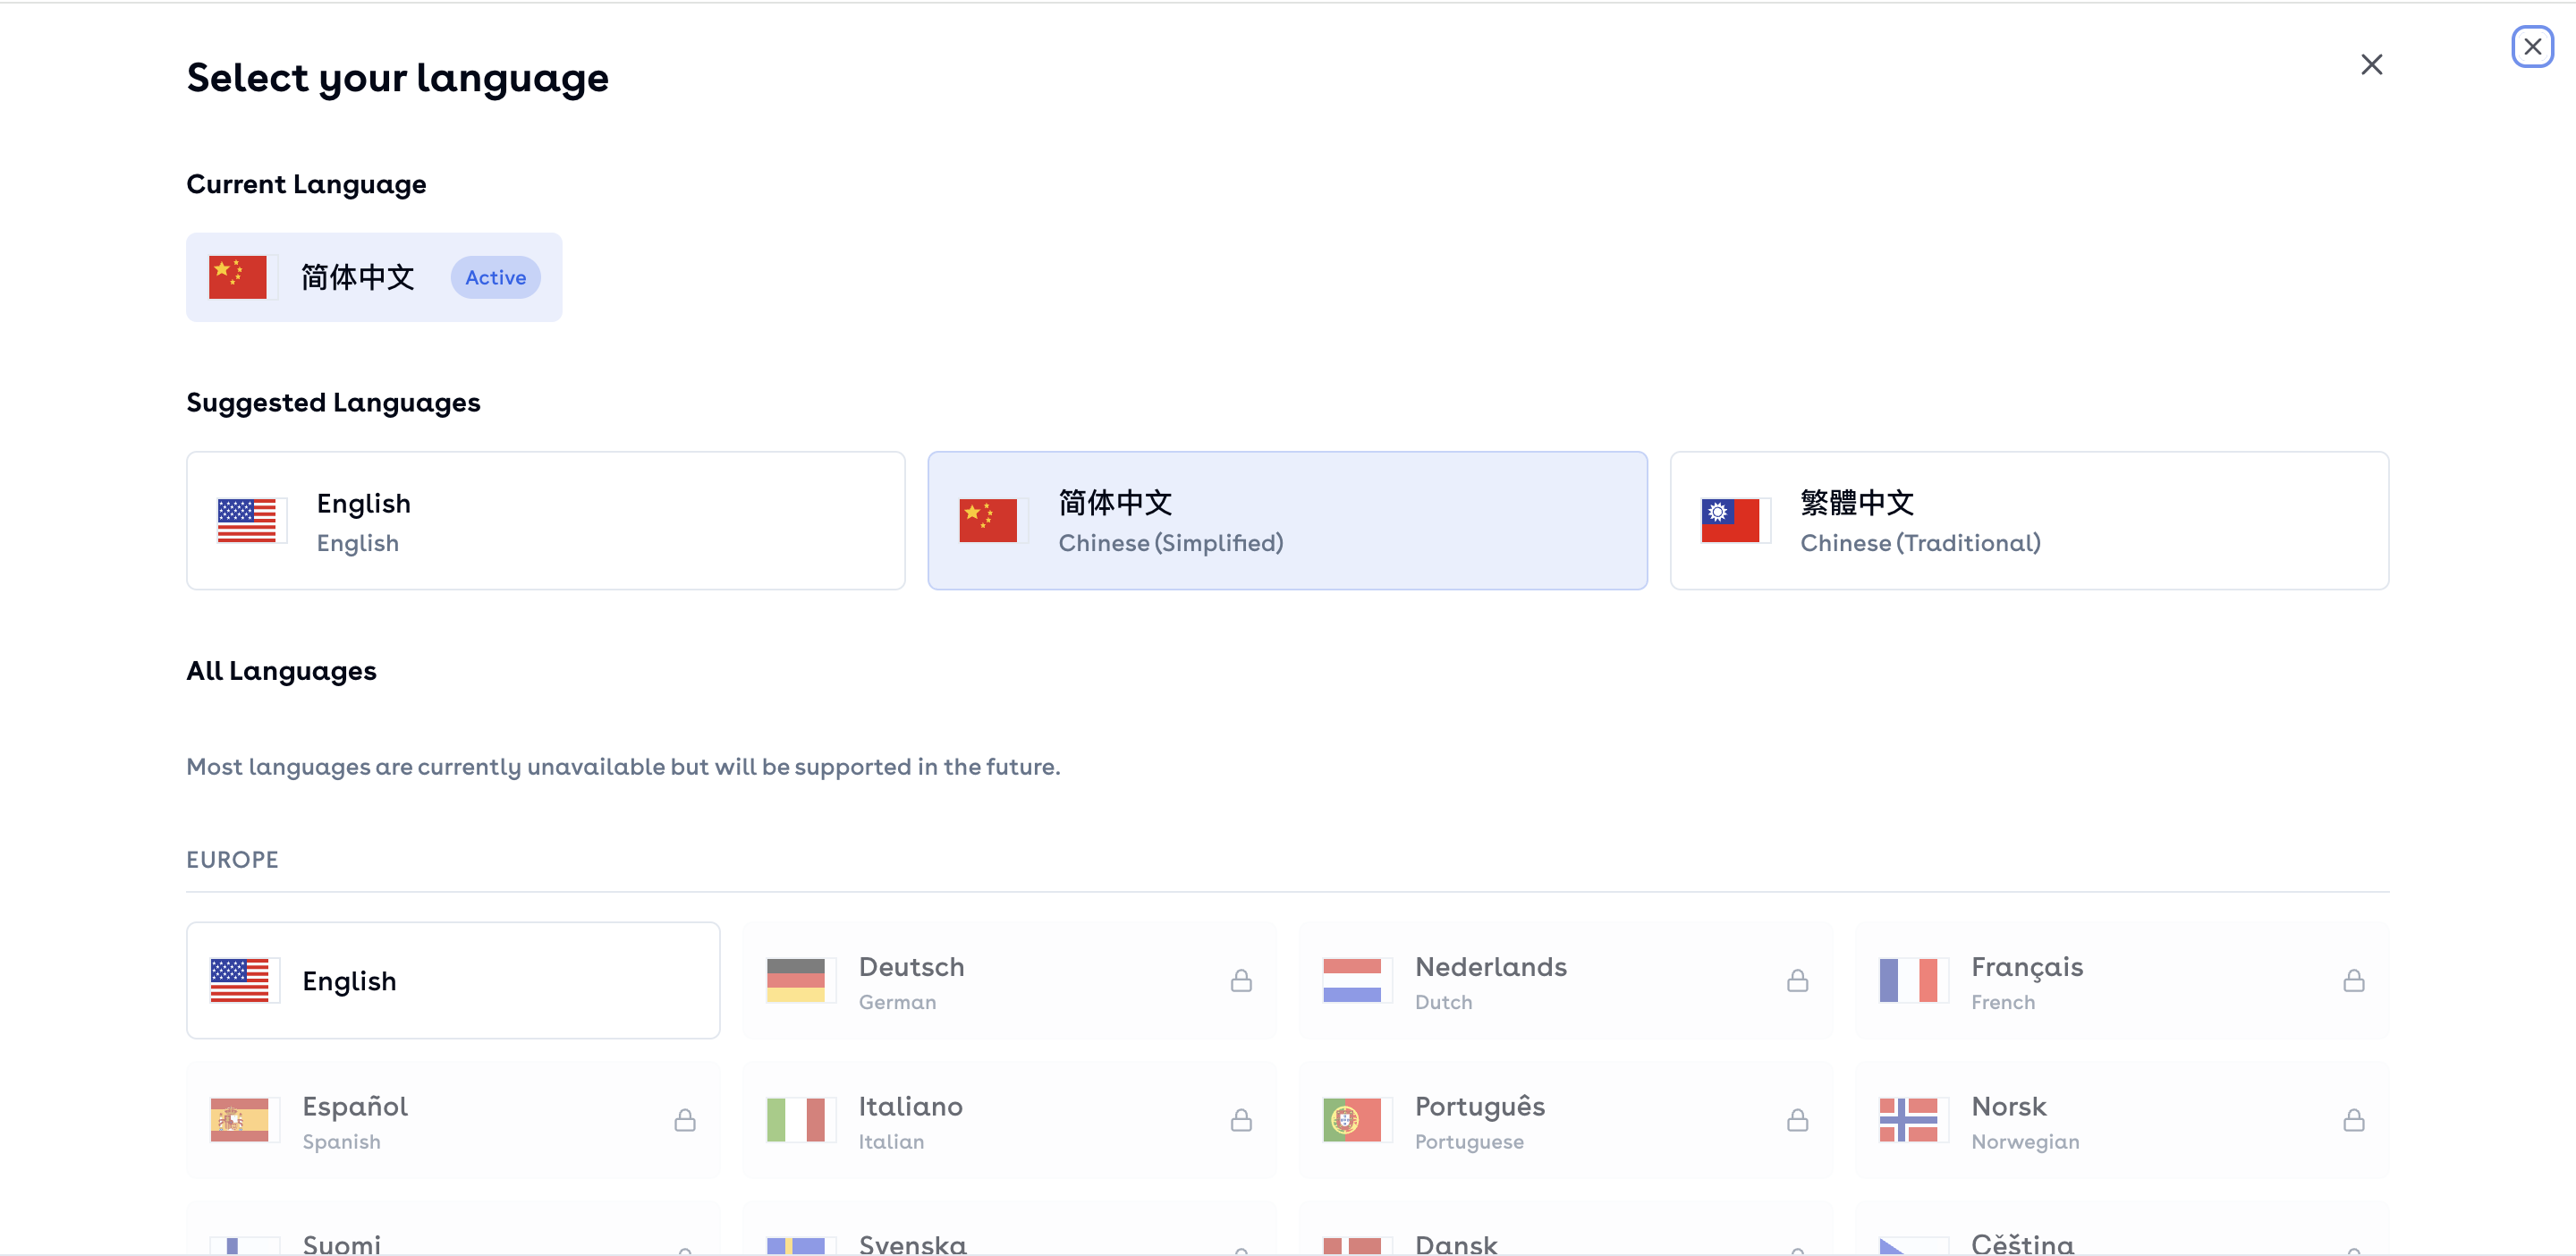 Select your language
Current Language
简体中文 Active
Suggested Languages
English
English
简体中文
Chinese (Simplified)
繁體中文
Chinese (Traditional)
All Languages
Most languages are currently unavailable but will be supported in the future.
EUROPE
English
Deutsch
German
Nederlands
Dutch
Français
French
Español
Spanish
Italiano
Italian
Português
Portuguese
Norsk
Norwegian
Suomi
Svenska
Dansk
Čeština